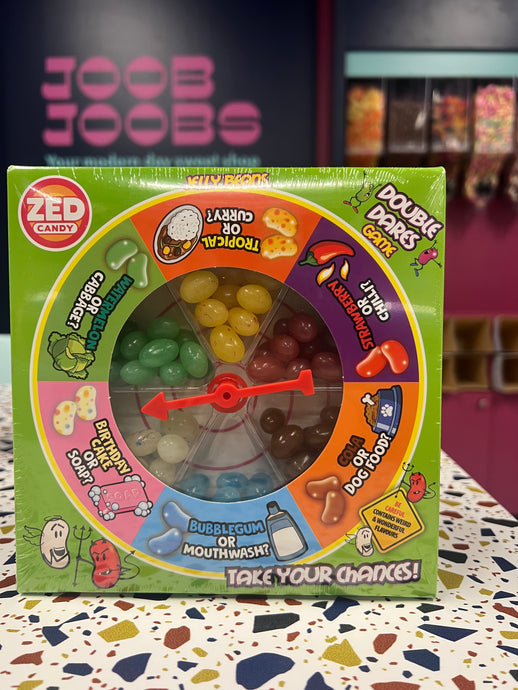 JOOB
JOOBS
Your modern day sweet shop
ZED
CANDY
JELLY BEANS
DOUBLE
DARES
GAME
TROPICAL
OR
CURRY?
STRAWBERRY
OR
CHILLI?
WATERMELON
OR
CABBAGE?
COLA
OR
DOG FOOD?
BIRTHDAY
CAKE
OR
SOAP?
SOAP
BUBBLEGUM
OR
MOUTHWASH?
BE
CAREFUL
CONTAINS WEIRD
& WONDERFUL
FLAVOURS
TAKE YOUR CHANCES!